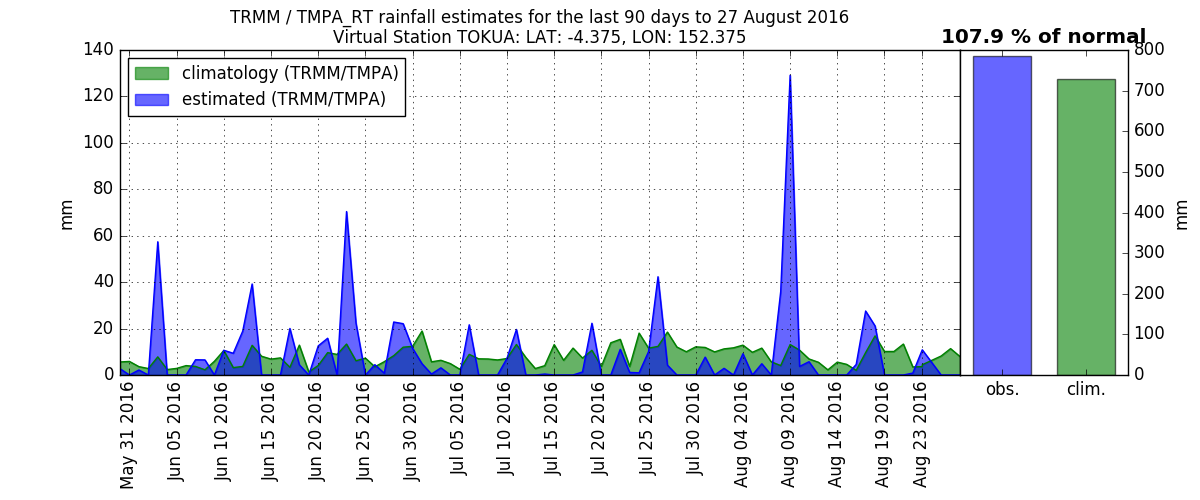 TRMM / TMPA_RT rainfall estimates for the last 90 days to 27 August 2016
Virtual Station TOKUA: LAT: -4.375, LON: 152.375
107.9 % of normal
climatology (TRMM/TMPA)
estimated (TRMM/TMPA)
140
120
100
80
60
40
20
0
mm
800
700
600
500
400
300
200
100
0
mm
May 31 2016
Jun 05 2016
Jun 10 2016
Jun 15 2016
Jun 20 2016
Jun 25 2016
Jun 30 2016
Jul 05 2016
Jul 10 2016
Jul 15 2016
Jul 20 2016
Jul 25 2016
Jul 30 2016
Aug 04 2016
Aug 09 2016
Aug 14 2016
Aug 19 2016
Aug 23 2016
obs.
clim.